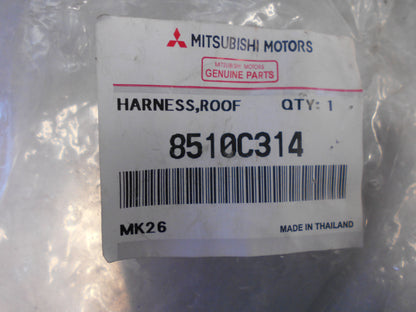 MITSUBISHI MOTORS
MITSUBISHI MOTORS
GENUINE PARTS
HARNESS,ROOF QTY: 1
8510C314
MK26 MADE IN THAILAND